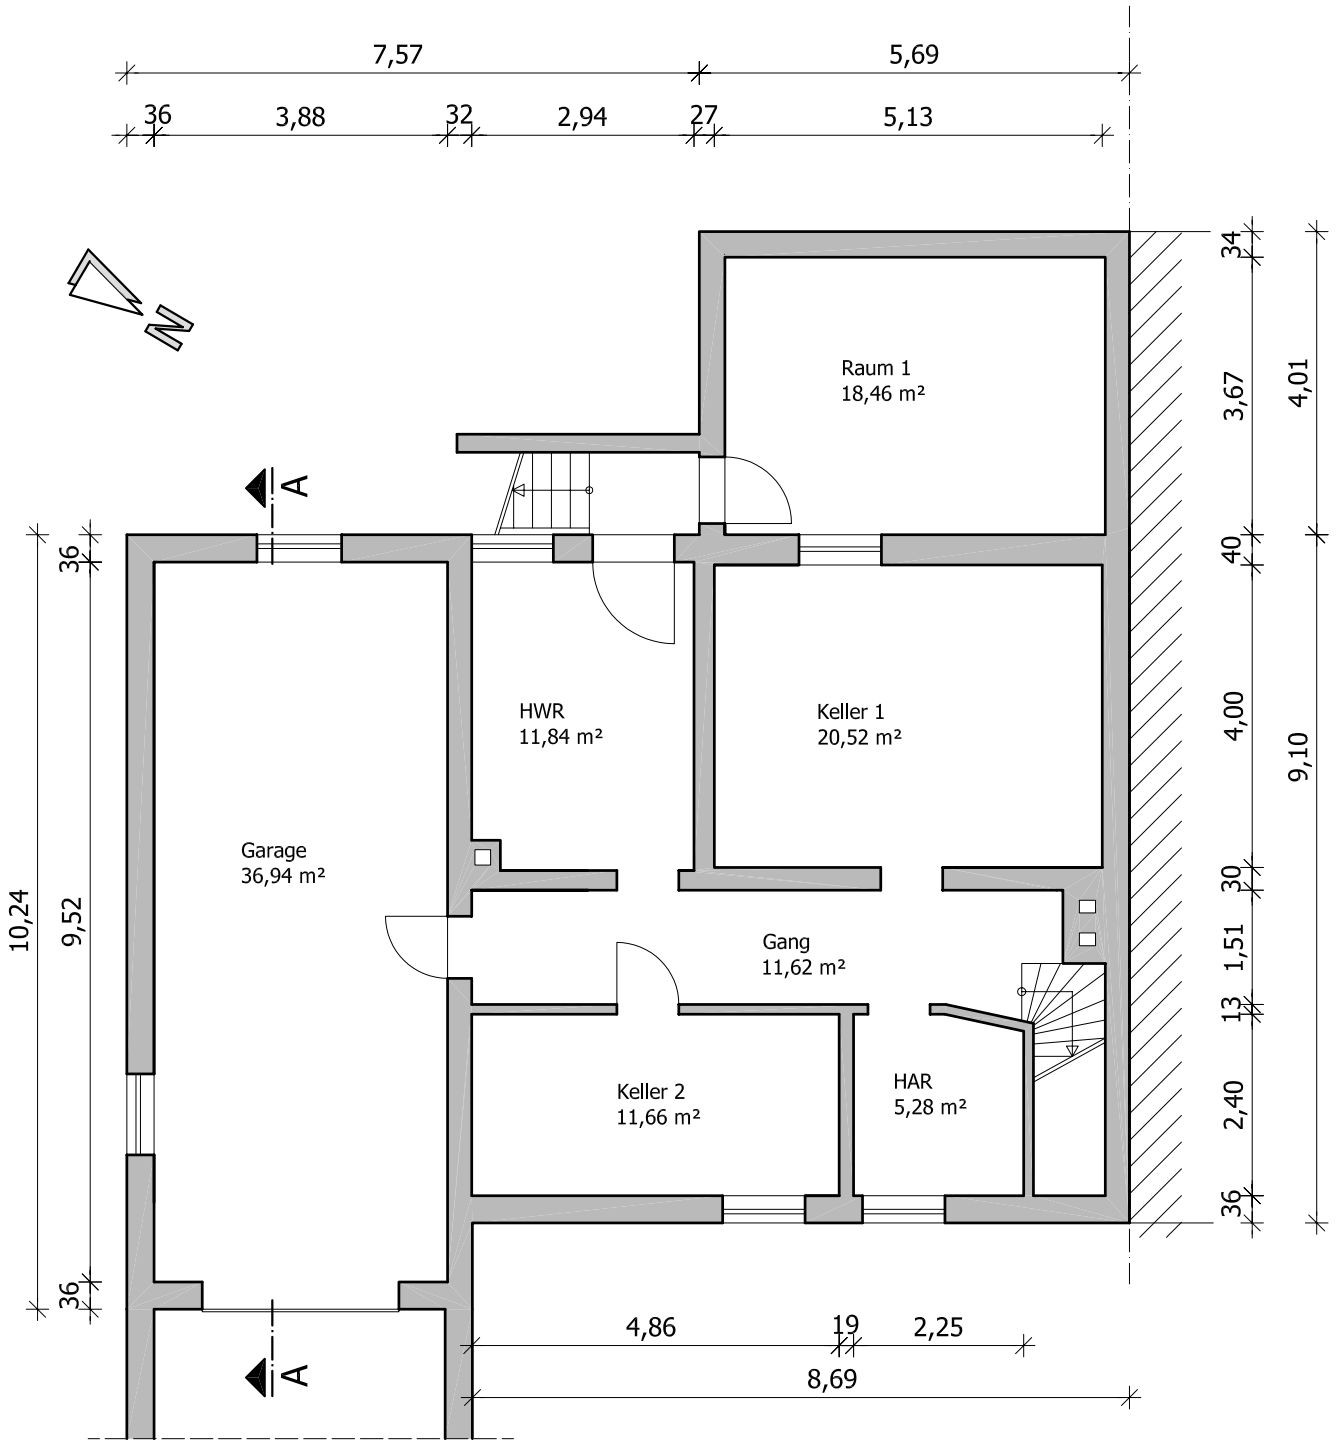 7,57
5,69
36
3,88
32
2,94
27
5,13
N
A
Raum 1
18,46 m²
34
3,67
4,01
36
40
HWR
11,84 m²
Keller 1
20,52 m²
4,00
9,10
Garage
36,94 m²
10,24
9,52
30
Gang
11,62 m²
1,51
13
Keller 2
11,66 m²
HAR
5,28 m²
2,40
36
36
A
4,86
19
2,25
8,69